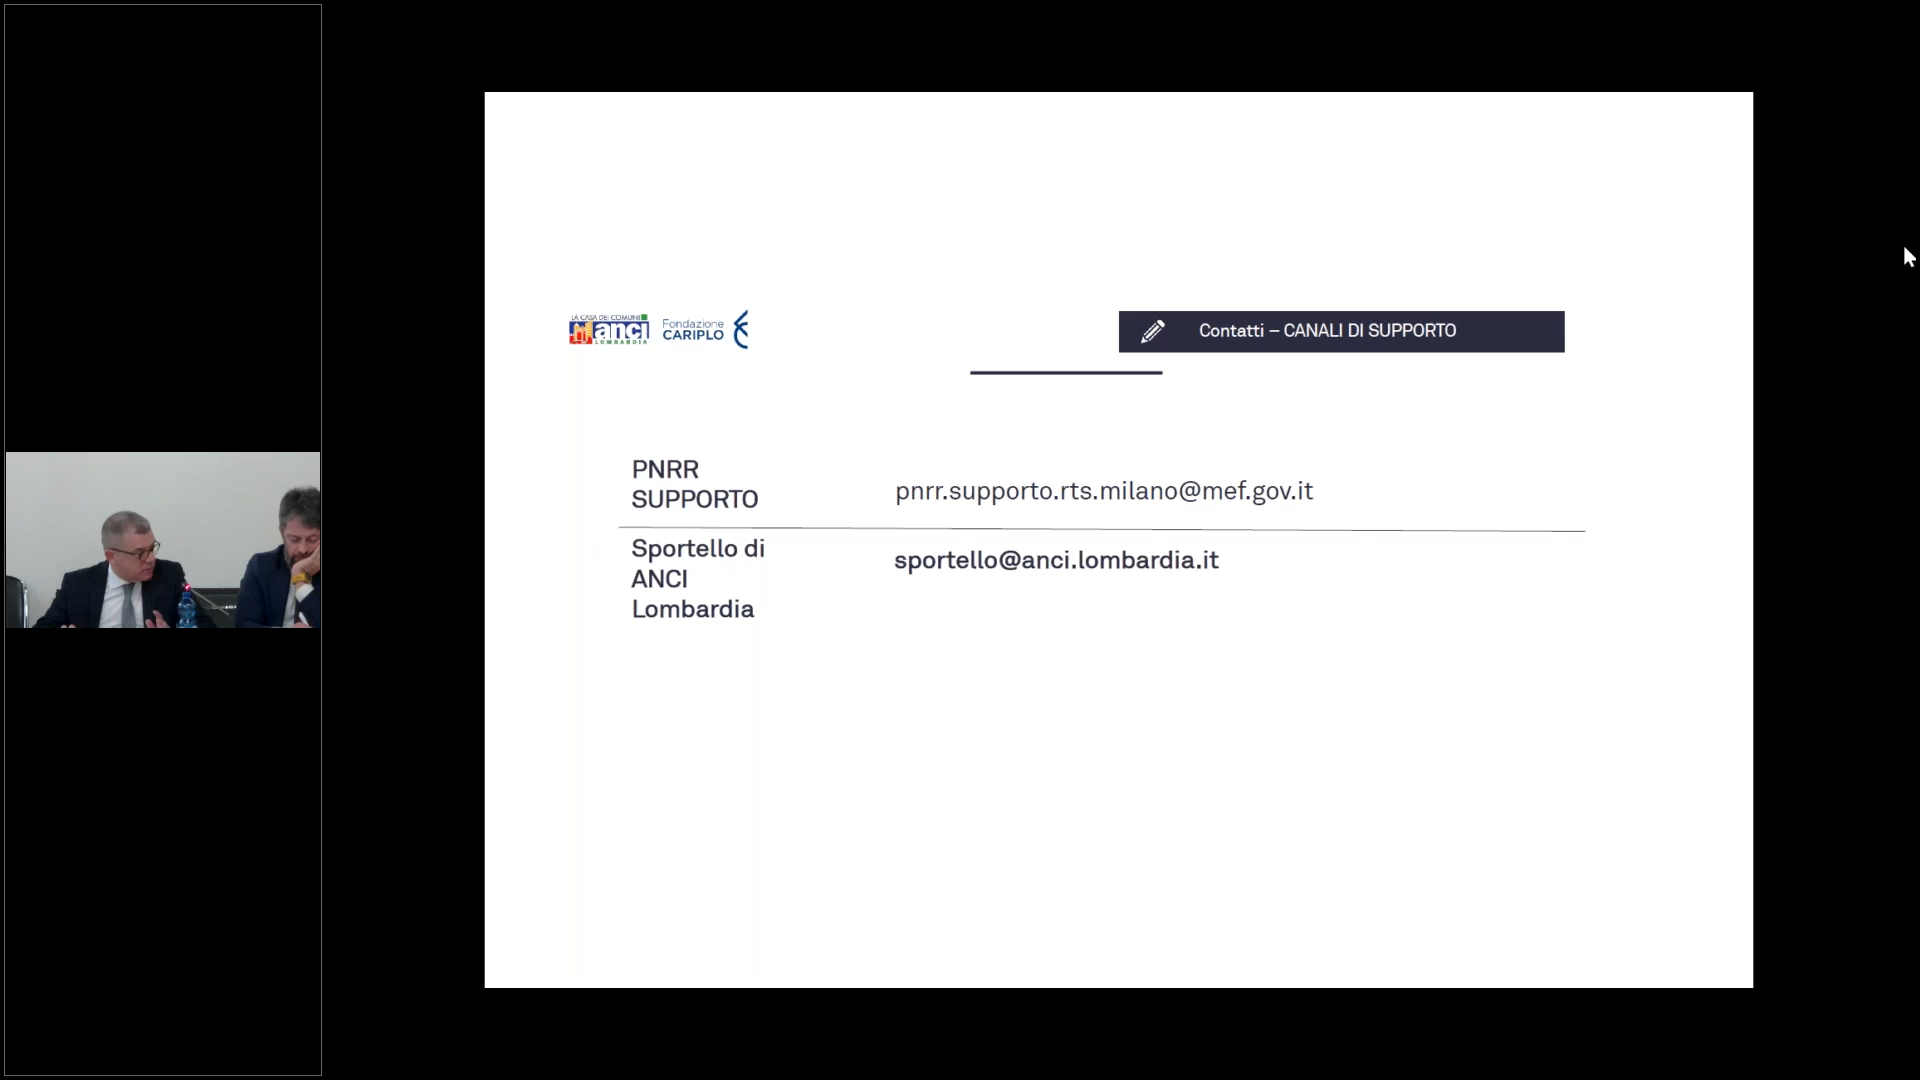 LA CASA DEI COMUNI
anci
LOMBARDIA
Fondazione
CARIPLO
Contatti – CANALI DI SUPPORTO
PNRR
SUPPORTO
pnrr.supporto.rts.milano@mef.gov.it
Sportello di
ANCI
Lombardia
sportello@anci.lombardia.it